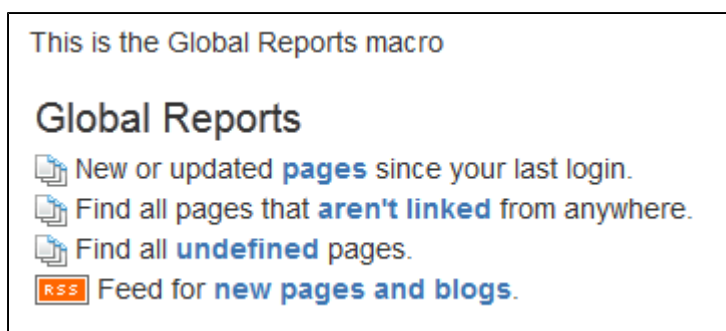 This is the Global Reports macro
Global Reports
New or updated pages since your last login.
Find all pages that aren't linked from anywhere.
Find all undefined pages.
RSS Feed for new pages and blogs.